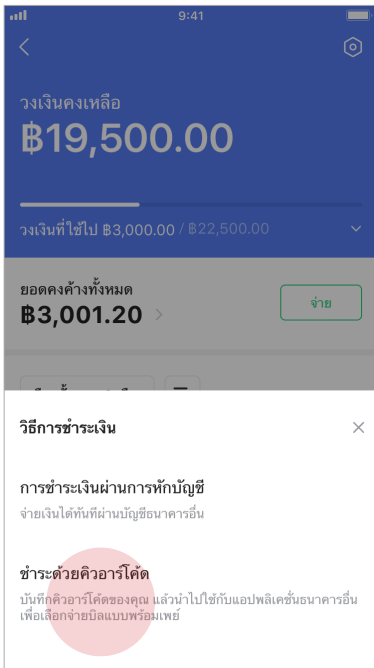 9:41
วงเงินคงเหลือ
฿19,500.00
วงเงินที่ใช้ไป ฿3,000.00 / ฿22,500.00
ยอดคงค้างทั้งหมด
฿3,001.20
จ่าย
วิธีการชำระเงิน
การชำระเงินผ่านการหักบัญชี
จ่ายเงินได้ทันทีผ่านบัญชีธนาคารอื่น
ชำระด้วยคิวอาร์โค้ด
บันทึกคิวอาร์โค้ดของคุณ แล้วนำไปใช้กับแอปพลิเคชั่นธนาคารอื่น
เพื่อเลือกจ่ายบิลแบบพร้อมเพย์